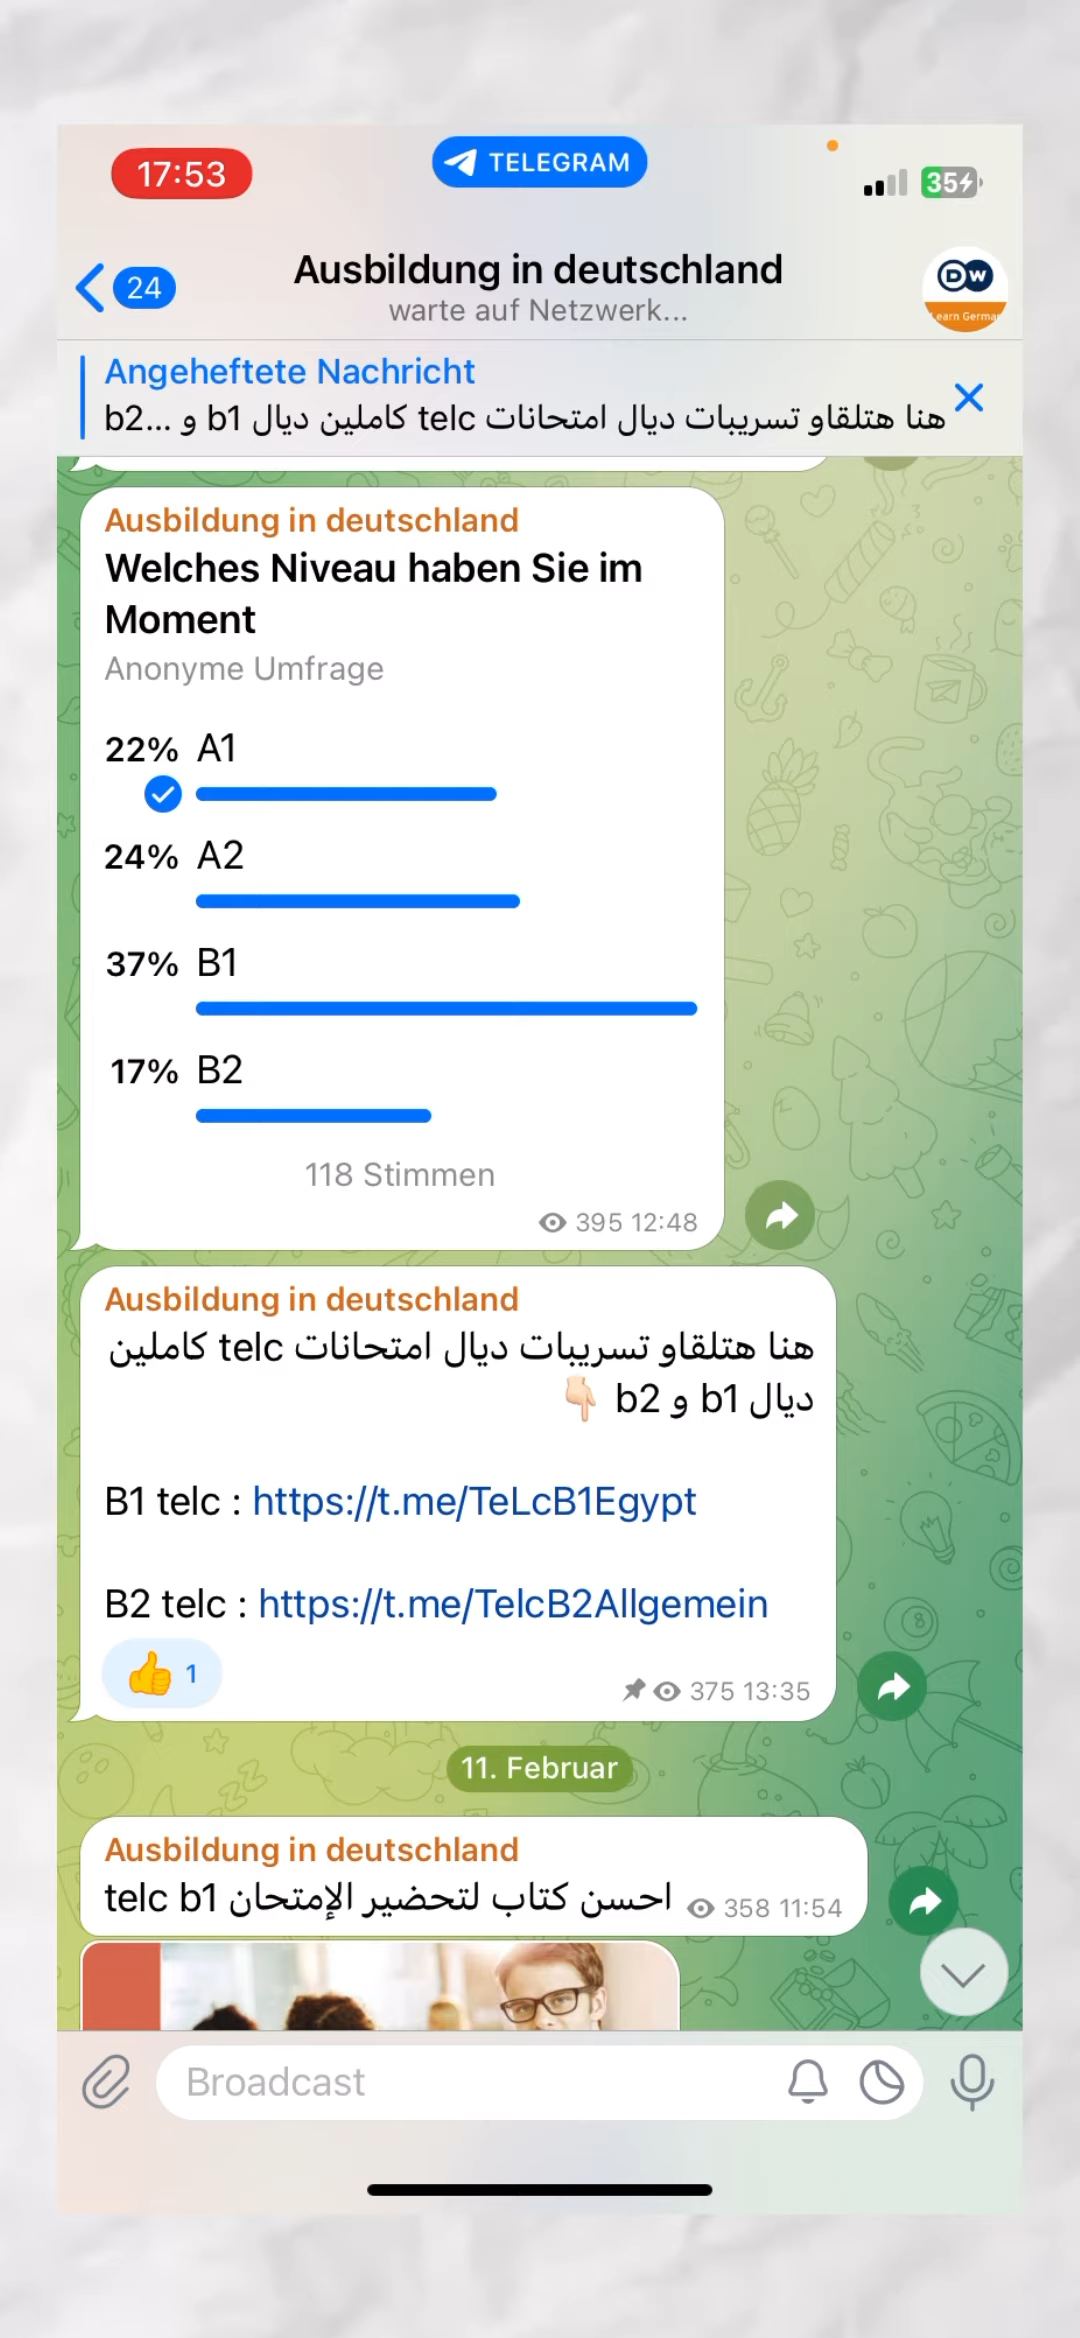 17:53
TELEGRAM
35
24
Ausbildung in deutschland
warte auf Netzwerk...
DW
Learn German
Angeheftete Nachricht
هنا هتلقاو تسريبات ديال امتحانات telc كاملين ديال b1 و b2...
Ausbildung in deutschland
Welches Niveau haben Sie im
Moment
Anonyme Umfrage
22% A1
24% A2
37% B1
17% B2
118 Stimmen
395 12:48
Ausbildung in deutschland
هنا هتلقاو تسريبات ديال امتحانات telc كاملين
ديال b1 و b2 👇🏻
B1 telc : https://t.me/TeLcB1Egypt
B2 telc : https://t.me/TelcB2Allgemein
👍 1
375 13:35
11. Februar
Ausbildung in deutschland
احسن كتاب لتحضير الإمتحان telc b1
358 11:54
Broadcast